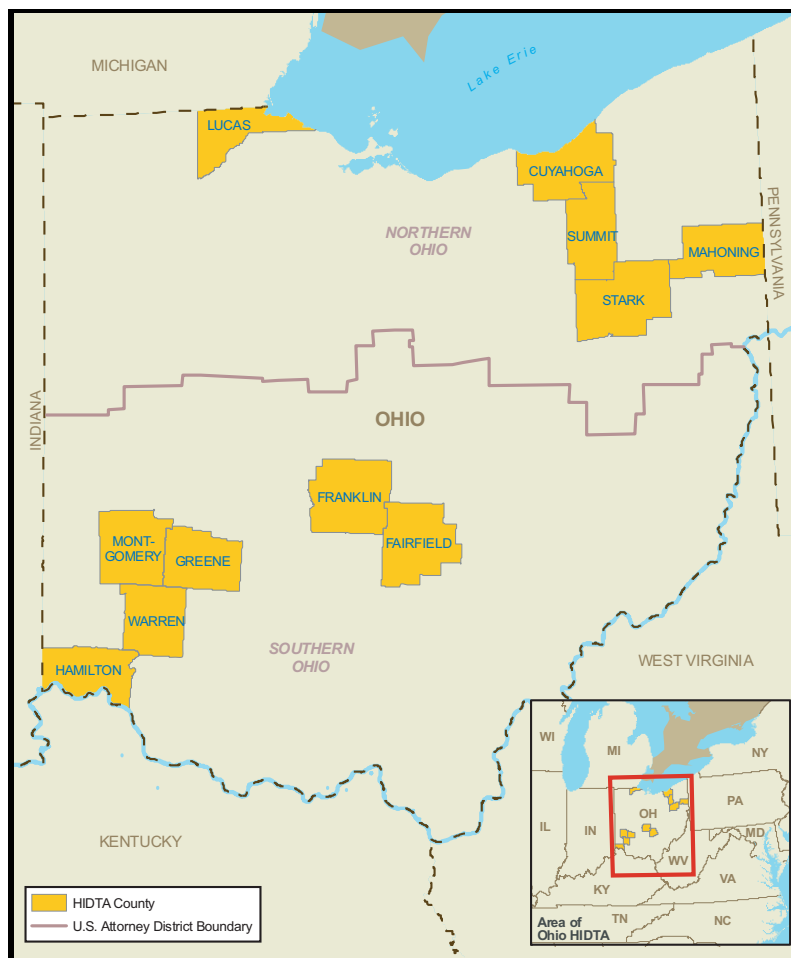 MICHIGAN
Lake Erie
LUCAS
CUYAHOGA
PENNSYLVANIA
NORTHERN
OHIO
SUMMIT
MAHONING
STARK
INDIANA
OHIO
FRANKLIN
MONT-
GOMERY
GREENE
FAIRFIELD
WARREN
SOUTHERN
OHIO
HAMILTON
WEST VIRGINIA
KENTUCKY
HIDTA County
U.S. Attorney District Boundary
WI
MI
NY
PA
OH
IL
IN
MD
WV
VA
KY
TN
NC
Area of
Ohio HIDTA